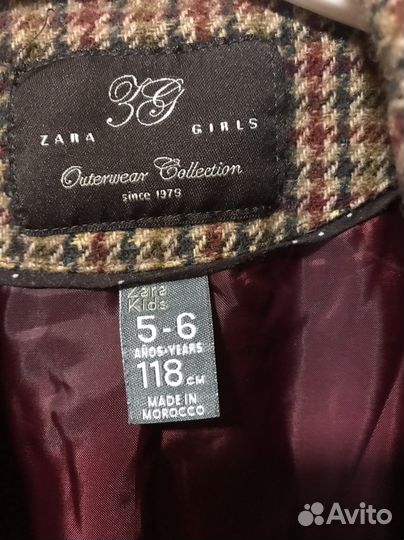 ZG
ZARA GIRLS
Outerwear Collection
since 1979
Zara
Kids
5-6
AÑOS-YEARS
118 CM
MADE IN
MOROCCO
Avito